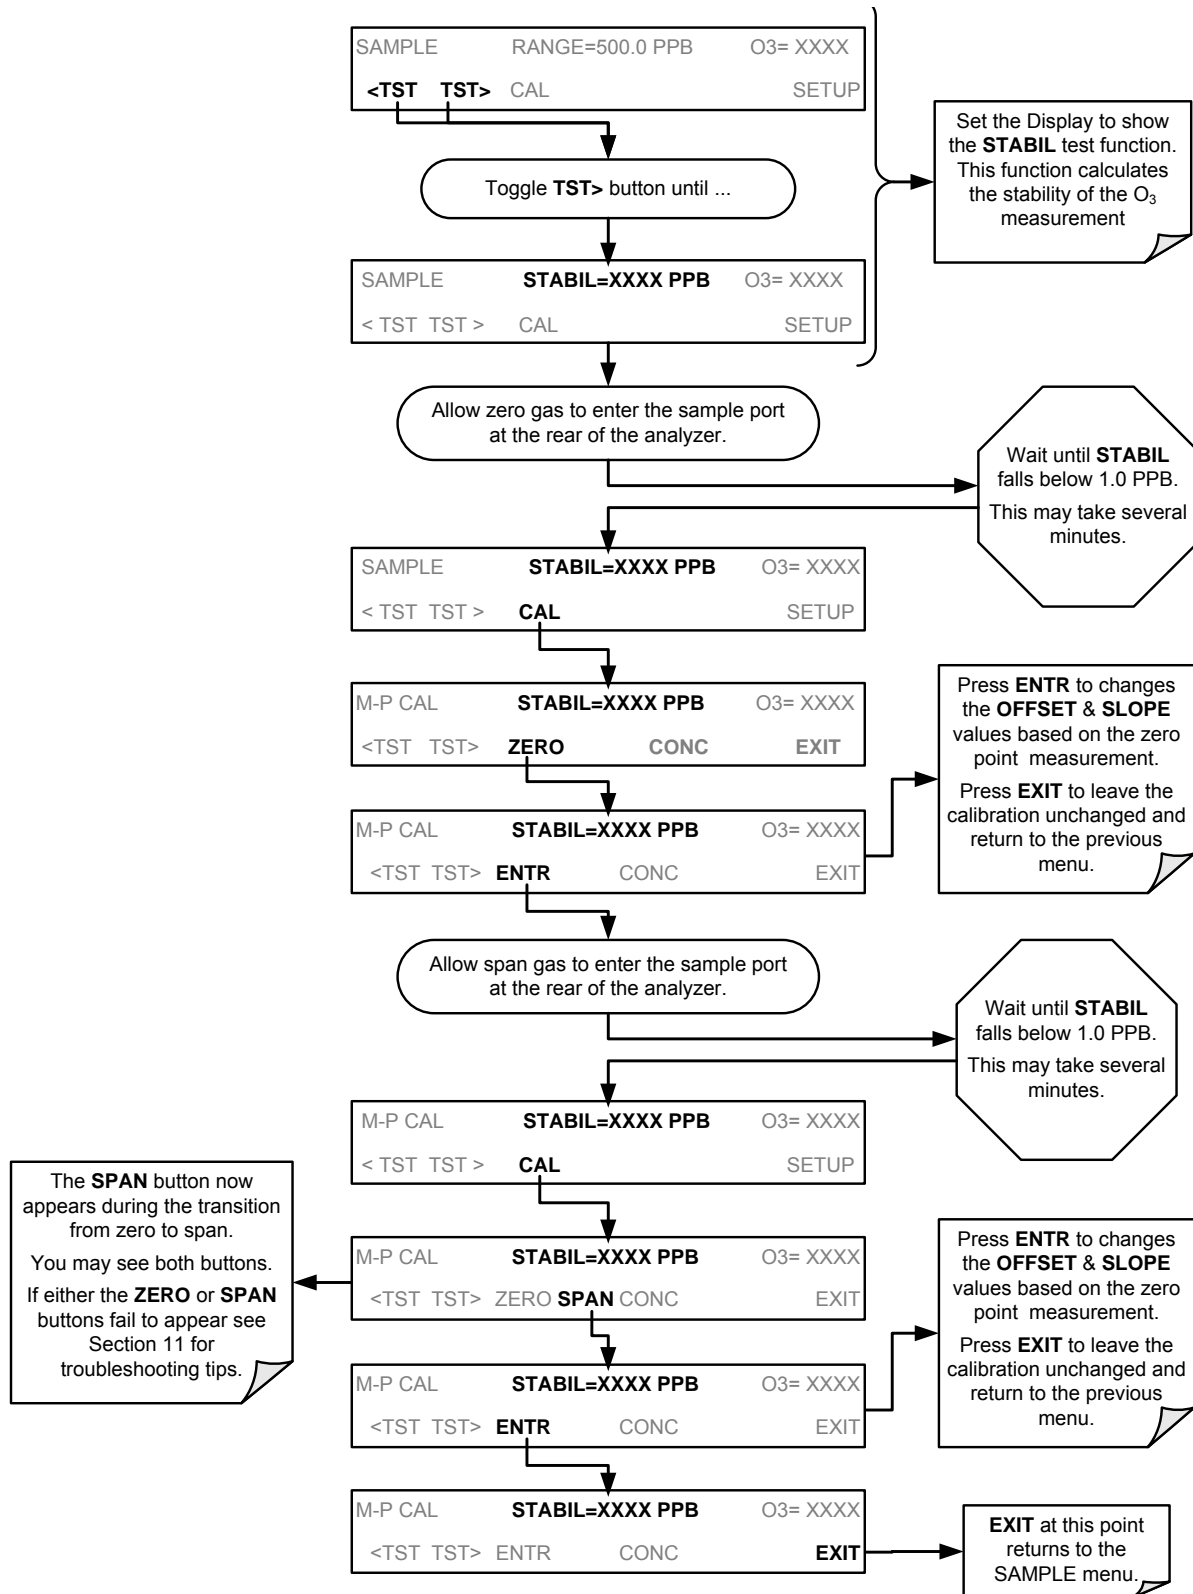 SAMPLE RANGE=500.0 PPB O3= XXXX
<TST TST> CAL SETUP
Toggle TST> button until ...
SAMPLE STABIL=XXXX PPB O3= XXXX
< TST TST > CAL SETUP
Set the Display to show
the STABIL test function.
This function calculates
the stability of the O3
measurement
Allow zero gas to enter the sample port
at the rear of the analyzer.
Wait until STABIL
falls below 1.0 PPB.
This may take several
minutes.
SAMPLE STABIL=XXXX PPB O3= XXXX
< TST TST > CAL SETUP
M-P CAL STABIL=XXXX PPB O3= XXXX
<TST TST> ZERO CONC EXIT
M-P CAL STABIL=XXXX PPB O3= XXXX
<TST TST> ENTR CONC EXIT
Press ENTR to changes
the OFFSET & SLOPE
values based on the zero
point measurement.
Press EXIT to leave the
calibration unchanged and
return to the previous
menu.
Allow span gas to enter the sample port
at the rear of the analyzer.
Wait until STABIL
falls below 1.0 PPB.
This may take several
minutes.
M-P CAL STABIL=XXXX PPB O3= XXXX
< TST TST > CAL SETUP
The SPAN button now
appears during the transition
from zero to span.
You may see both buttons.
If either the ZERO or SPAN
buttons fail to appear see
Section 11 for
troubleshooting tips.
M-P CAL STABIL=XXXX PPB O3= XXXX
<TST TST> ZERO SPAN CONC EXIT
M-P CAL STABIL=XXXX PPB O3= XXXX
<TST TST> ENTR CONC EXIT
Press ENTR to changes
the OFFSET & SLOPE
values based on the zero
point measurement.
Press EXIT to leave the
calibration unchanged and
return to the previous
menu.
M-P CAL STABIL=XXXX PPB O3= XXXX
<TST TST> ENTR CONC EXIT
EXIT at this point
returns to the
SAMPLE menu.